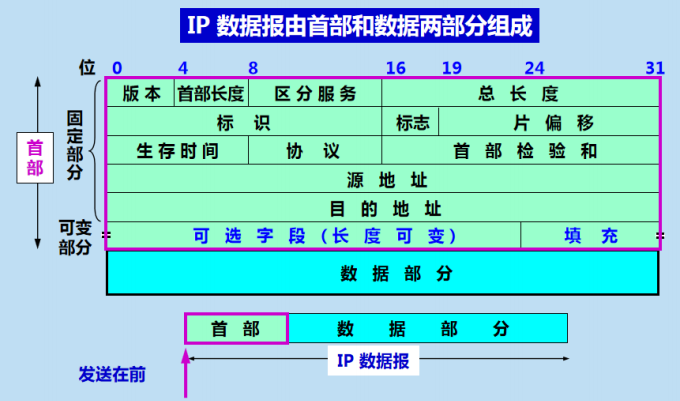 IP 数据报由首部和数据两部分组成
位 0 4 8 16 19 24 31
版本 首部长度 区分服务 总长度
标识 标志 片偏移
生存时间 协议 首部检验和
源地址
目的地址
可选字段(长度可变) 填充
首部
固定部分
可变部分
数据部分
首部 数据部分
IP 数据报
发送在前